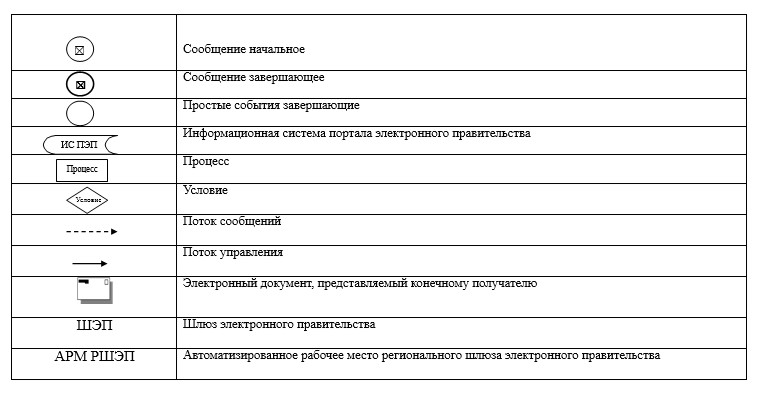 Сообщение начальное
Сообщение завершающее
Простые события завершающие
ИС ПЭП Информационная система портала электронного правительства
Процесс Процесс
Условие Условие
Поток сообщений
Поток управления
Электронный документ, представляемый конечному получателю
ШЭП Шлюз электронного правительства
АРМ РШЭП Автоматизированное рабочее место регионального шлюза электронного правительства